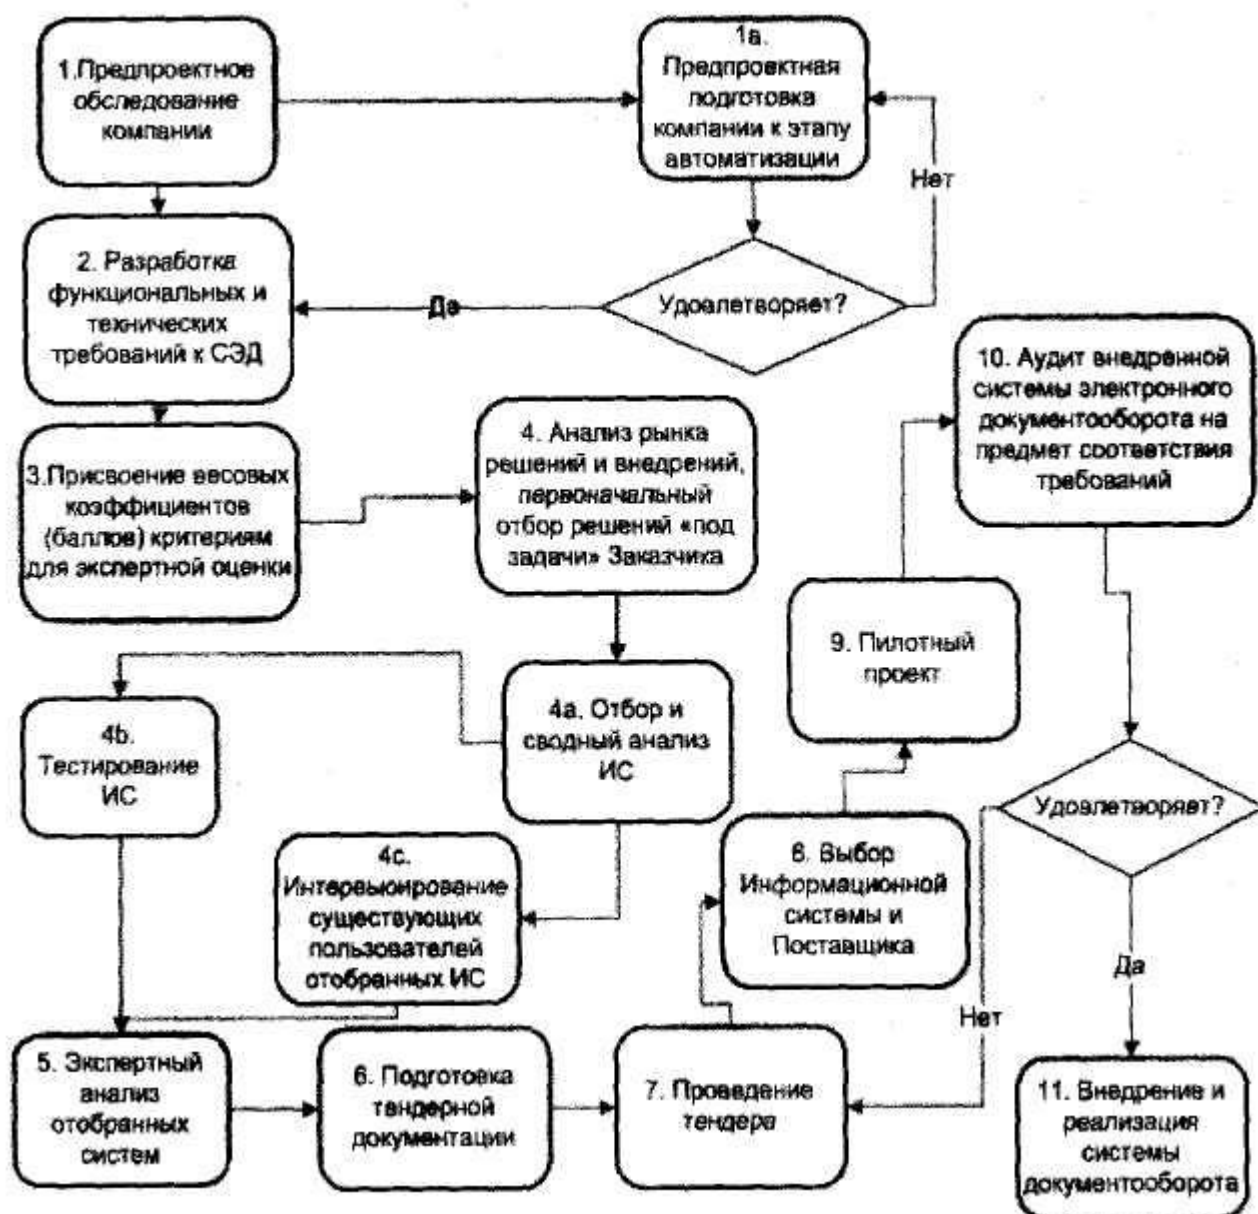 1.Предпроектное
обследование
компании
1а.
Предпроектная
подготовка
компании к этапу
автоматизации
Нет
2. Разработка
функциональных и
технических
требований к СЭД
Да
Удовлетворяет?
3.Присвоение весовых
коэффициентов
(баллов) критериям
для экспертной оценки
4. Анализ рынка
решений и внедрений,
первоначальный
отбор решений «под
задачи» Заказчика
10. Аудит внедренной
системы электронного
документооборота на
предмет соответствия
требований
4b.
Тестирование
ИС
4а. Отбор и
сводный анализ
ИС
9. Пилотный
проект
4с.
Интервьюирование
существующих
пользователей
отобранных ИС
8. Выбор
Информационной
системы и
Поставщика
Удовлетворяет?
Да
Нет
5. Экспертный
анализ
отобранных
систем
6. Подготовка
тендерной
документации
7. Проведение
тендера
11. Внедрение и
реализация
системы
документооборота